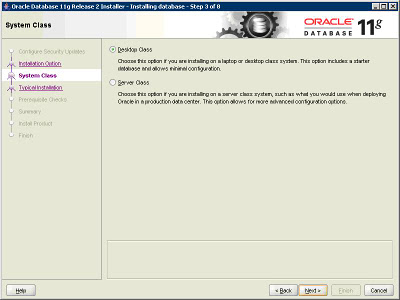 Oracle Database 11g Release 2 Installer - Installing database - Step 3 of 8
System Class
ORACLE
DATABASE 11g
Configure Security Updates
Installation Option
System Class
Typical Installation
Prerequisite Checks
Summary
Install Product
Finish
Desktop Class
Choose this option if you are installing on a laptop or desktop class system. This option includes a starter
database and allows minimal configuration.
Server Class
Choose this option if you are installing on a server class system, such as what you would use when deploying
Oracle in a production data center. This option allows for more advanced configuration options.
Help
< Back
Next >
Finish
Cancel